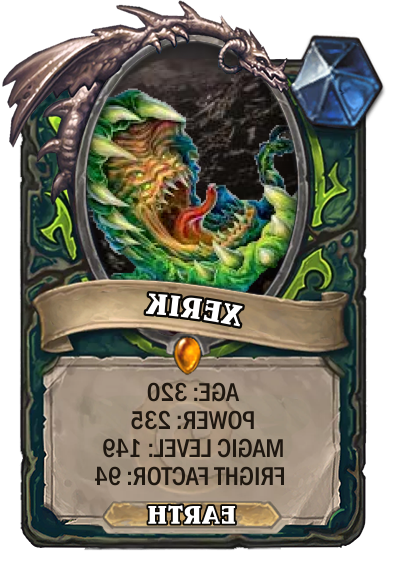 XERIK
AGE: 320
POWER: 235
MAGIC LEVEL: 149
FRIGHT FACTOR: 94
EARTH